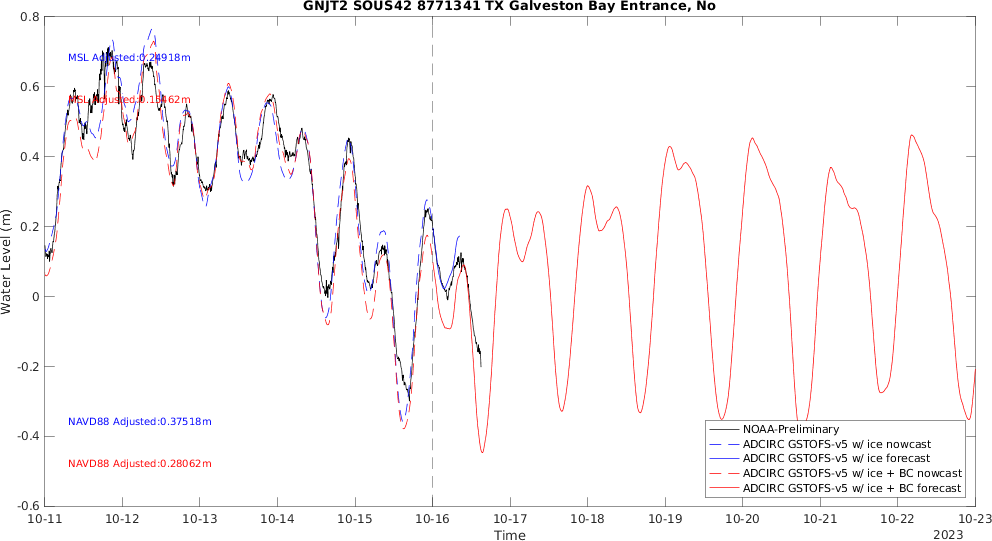 GNJT2 SOUS42 8771341 TX Galveston Bay Entrance, No
0.8
0.6
0.4
0.2
0
-0.2
-0.4
-0.6
Water Level (m)
MSL Adjusted:0.24918m
MSL Adjusted:0.15462m
NAVD88 Adjusted:0.37518m
NAVD88 Adjusted:0.28062m
NOAA-Preliminary
ADCIRC GSTOFS-v5 w/ ice nowcast
ADCIRC GSTOFS-v5 w/ ice forecast
ADCIRC GSTOFS-v5 w/ ice + BC nowcast
ADCIRC GSTOFS-v5 w/ ice + BC forecast
10-11 10-12 10-13 10-14 10-15 10-16 10-17 10-18 10-19 10-20 10-21 10-22 10-23
Time
2023